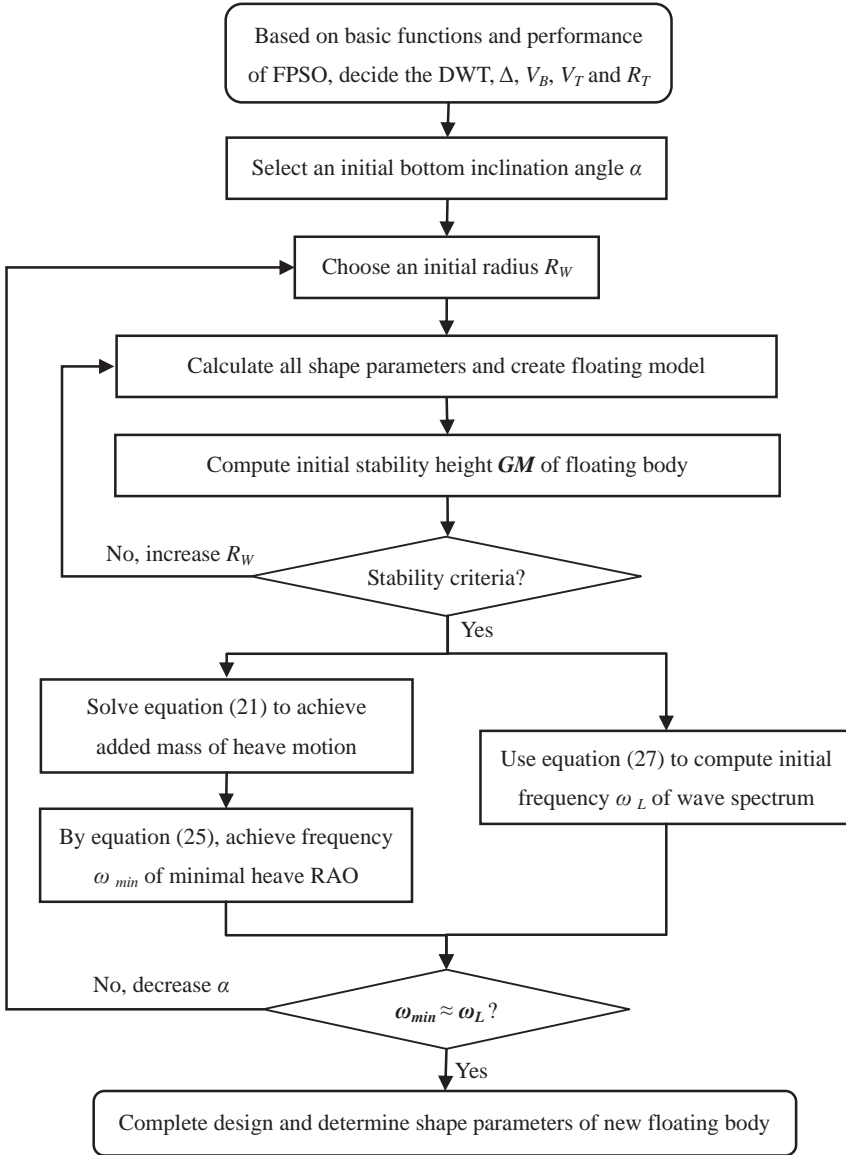 Based on basic functions and performance
of FPSO, decide the DWT, Δ, V_B, V_T and R_T
Select an initial bottom inclination angle α
Choose an initial radius R_W
Calculate all shape parameters and create floating model
Compute initial stability height GM of floating body
No, increase R_W
Stability criteria?
Yes
Solve equation (21) to achieve
added mass of heave motion
Use equation (27) to compute initial
frequency ω_L of wave spectrum
By equation (25), achieve frequency
ω_min of minimal heave RAO
No, decrease α
ω_min ≈ ω_L?
Yes
Complete design and determine shape parameters of new floating body